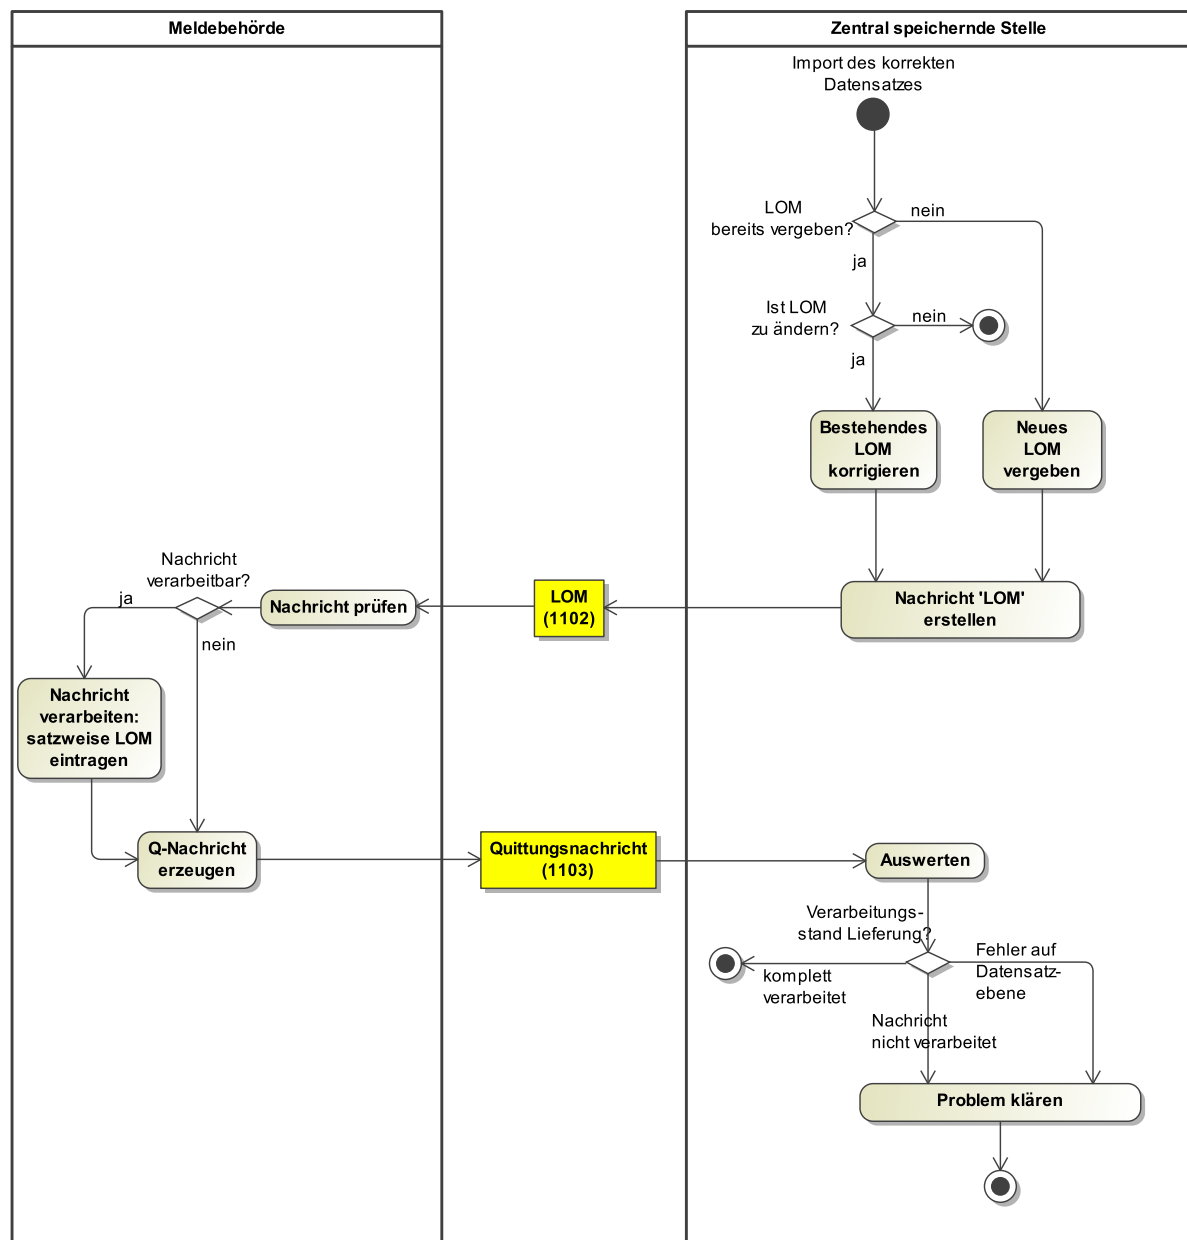 Meldebehörde
Zentral speichernde Stelle
Import des korrekten
Datensatzes
LOM
bereits vergeben?
nein
ja
Ist LOM
zu ändern?
nein
ja
Bestehendes
LOM
korrigieren
Neues
LOM
vergeben
Nachricht
verarbeitbar?
ja
nein
Nachricht prüfen
LOM
(1102)
Nachricht 'LOM'
erstellen
Nachricht
verarbeiten:
satzweise LOM
eintragen
Q-Nachricht
erzeugen
Quittungsnachricht
(1103)
Auswerten
Verarbeitungs-
stand Lieferung?
komplett
verarbeitet
Fehler auf
Datensatz-
ebene
Nachricht
nicht verarbeitet
Problem klären